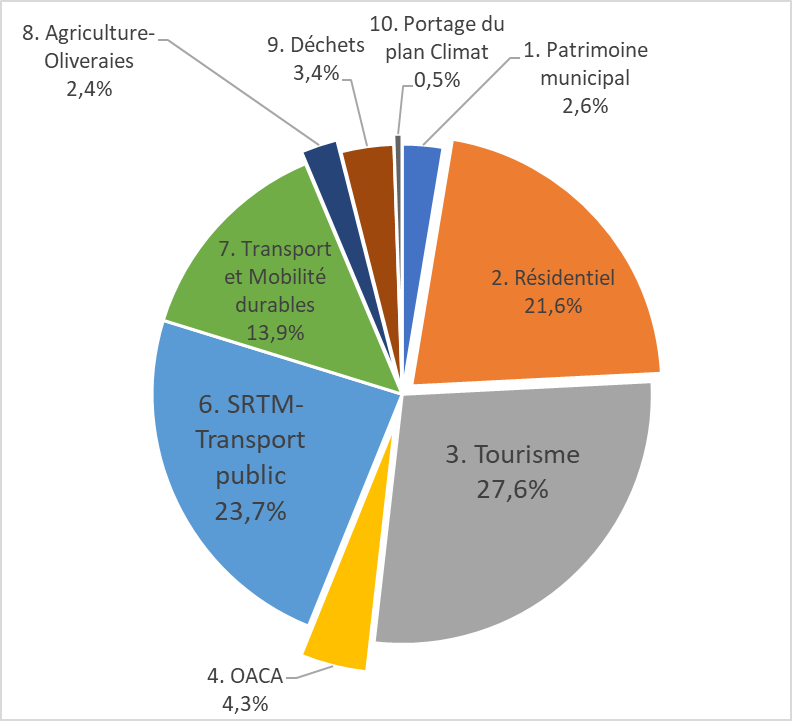 10. Portage du
plan Climat
0,5%
1. Patrimoine
municipal
2,6%
2. Résidentiel
21,6%
3. Tourisme
27,6%
4. OACA
4,3%
6. SRTM-
Transport
public
23,7%
7. Transport
et Mobilité
durables
13,9%
8. Agriculture-
Oliveraies
2,4%
9. Déchets
3,4%